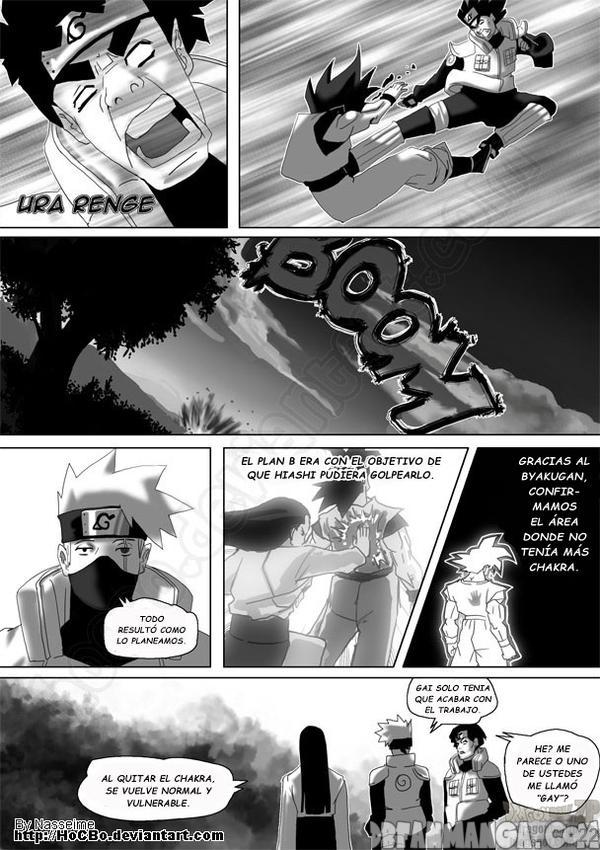 URA RENGE
BOOM
TODO
RESULTÓ COMO
LO PLANEAMOS.
EL PLAN B ERA CON EL OBJETIVO DE
QUE HIASHI PUDIERA GOLPEARLO.
GRACIAS AL
BYAKUGAN,
CONFIR-
MAMOS
EL ÁREA
DONDE NO
TENÍA MÁS
CHAKRA.
AL QUITAR EL CHAKRA,
SE VUELVE NORMAL Y
VULNERABLE.
GAI SOLO TENIA
QUE ACABAR CON
EL TRABAJO.
HE? ME
PARECE O UNO
DE USTEDES
ME LLAMÓ
"GAY"?
By Nasseime
http://HoCBo.deviantart.com